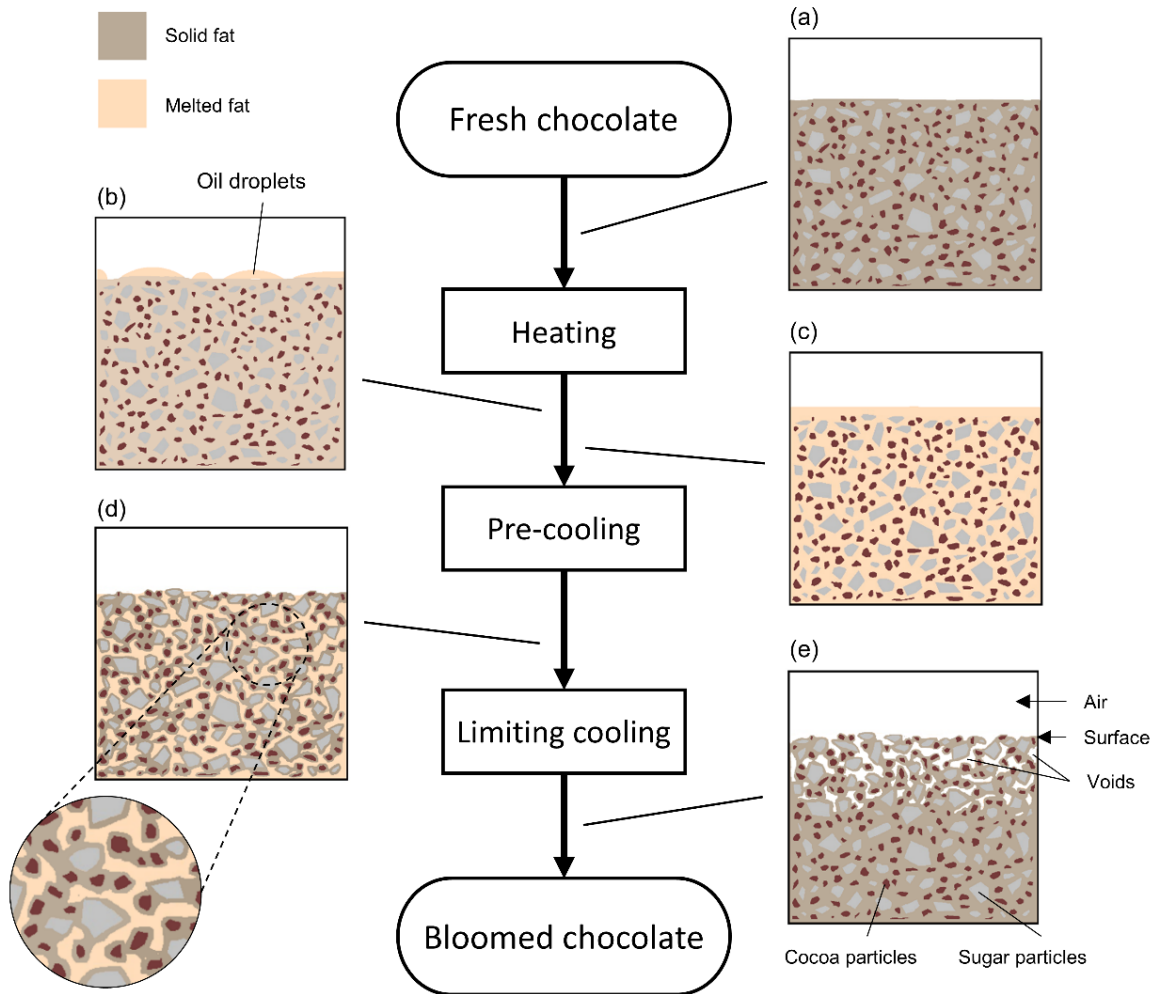 Solid fat
Melted fat
(a)
Fresh chocolate
Oil droplets
(b)
Heating
(c)
Pre-cooling
(d)
(e)
Air
Surface
Limiting cooling
Voids
Bloomed chocolate
Cocoa particles
Sugar particles